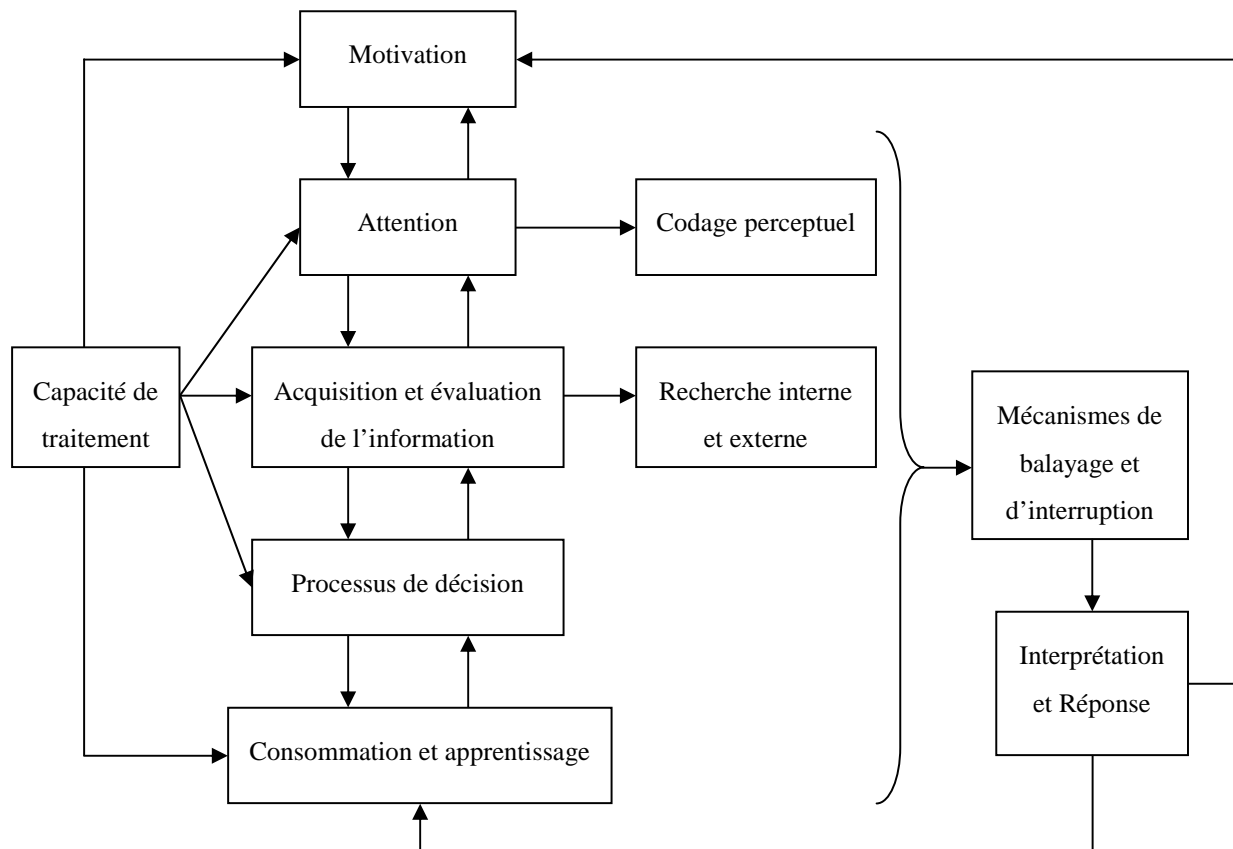 Motivation
Attention
Codage perceptuel
Capacité de
traitement
Acquisition et évaluation
de l’information
Recherche interne
et externe
Mécanismes de
balayage et
d’interruption
Processus de décision
Interprétation
et Réponse
Consommation et apprentissage